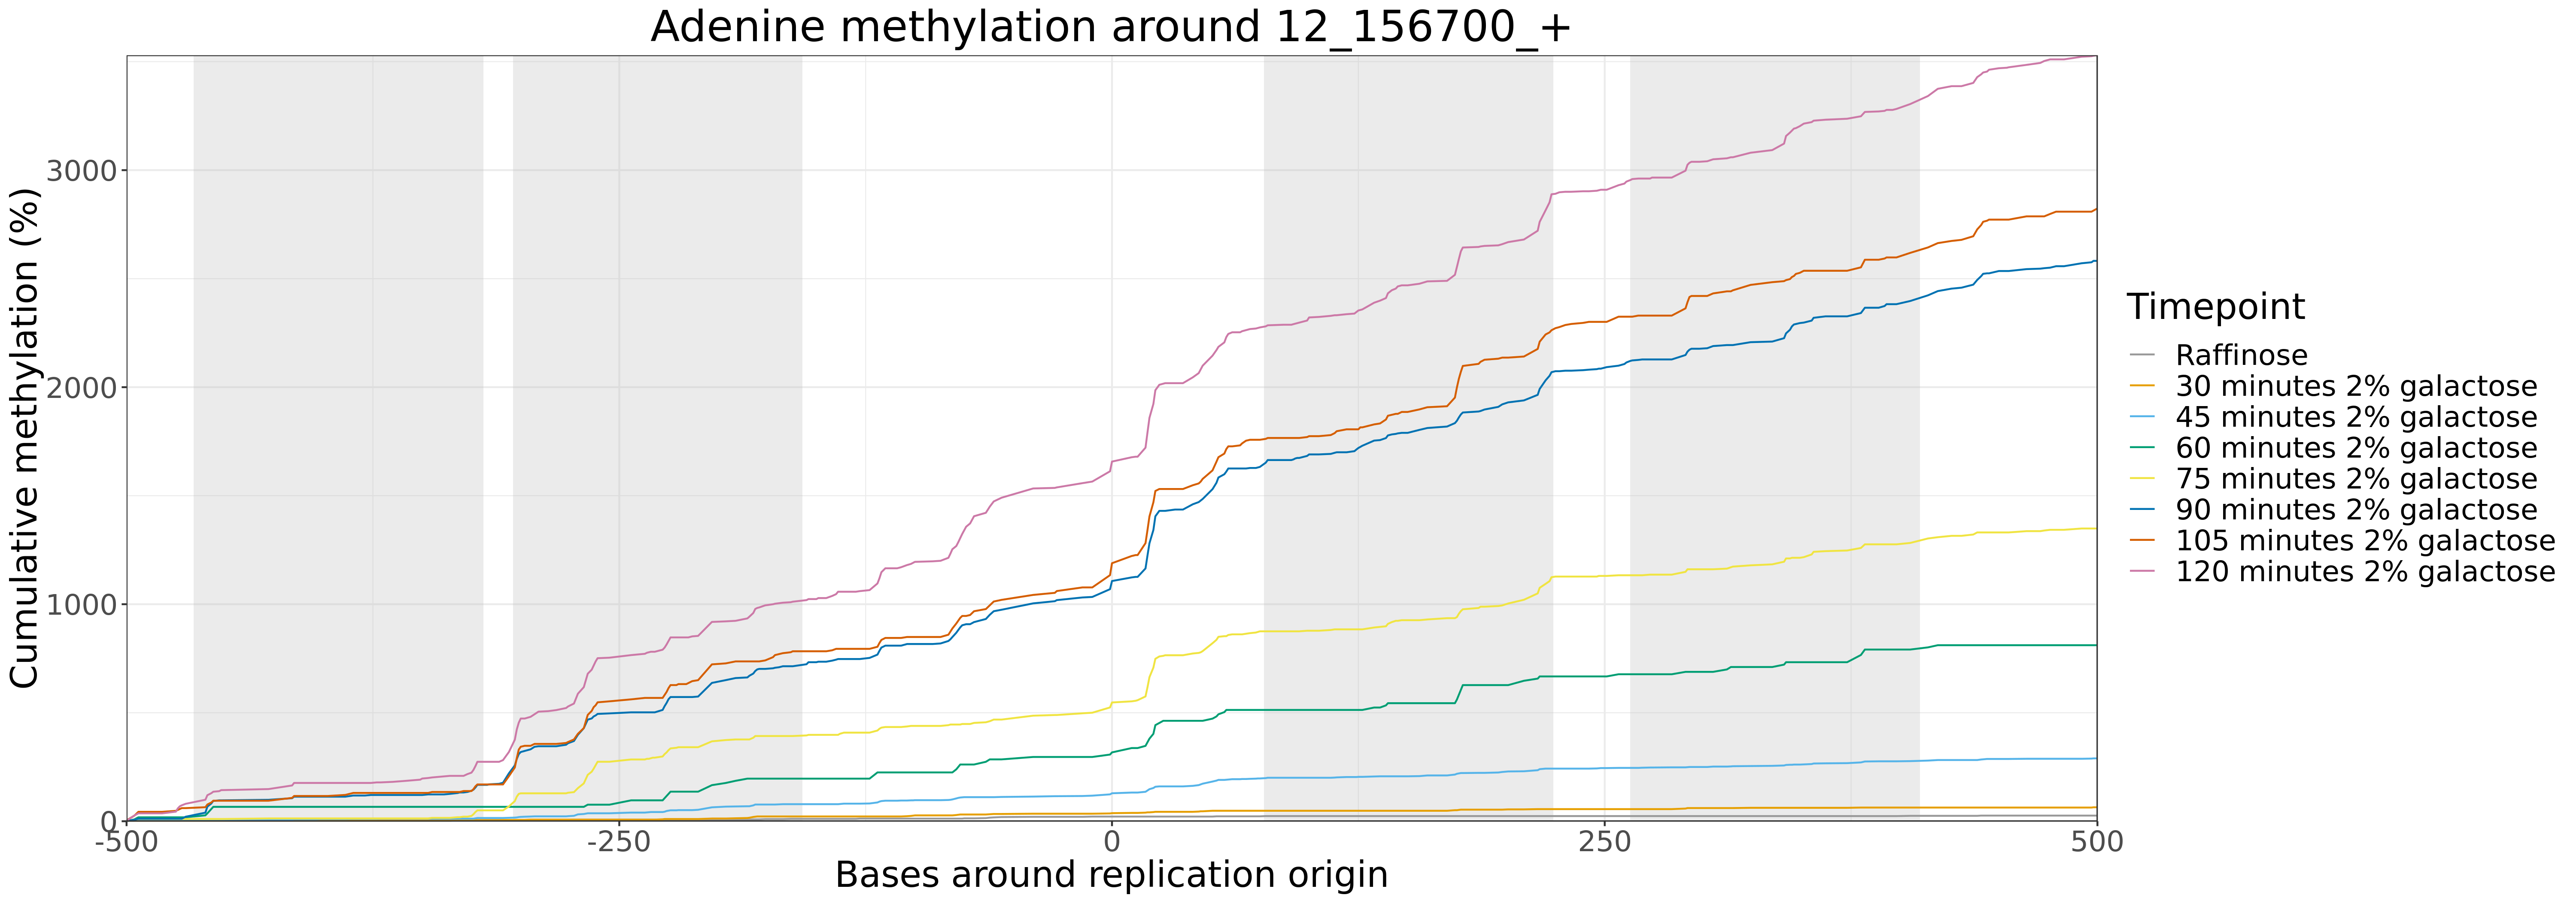 Adenine methylation around 12_156700_+
Cumulative methylation (%)
3000
2000
1000
0
-500
-250
0
250
500
Bases around replication origin
Timepoint
Raffinose
30 minutes 2% galactose
45 minutes 2% galactose
60 minutes 2% galactose
75 minutes 2% galactose
90 minutes 2% galactose
105 minutes 2% galactose
120 minutes 2% galactose